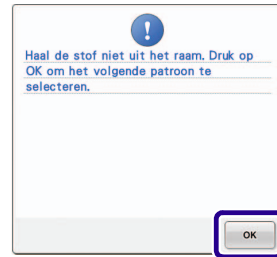 Haal de stof niet uit het raam. Druk op
OK om het volgende patroon te
selecteren.
OK